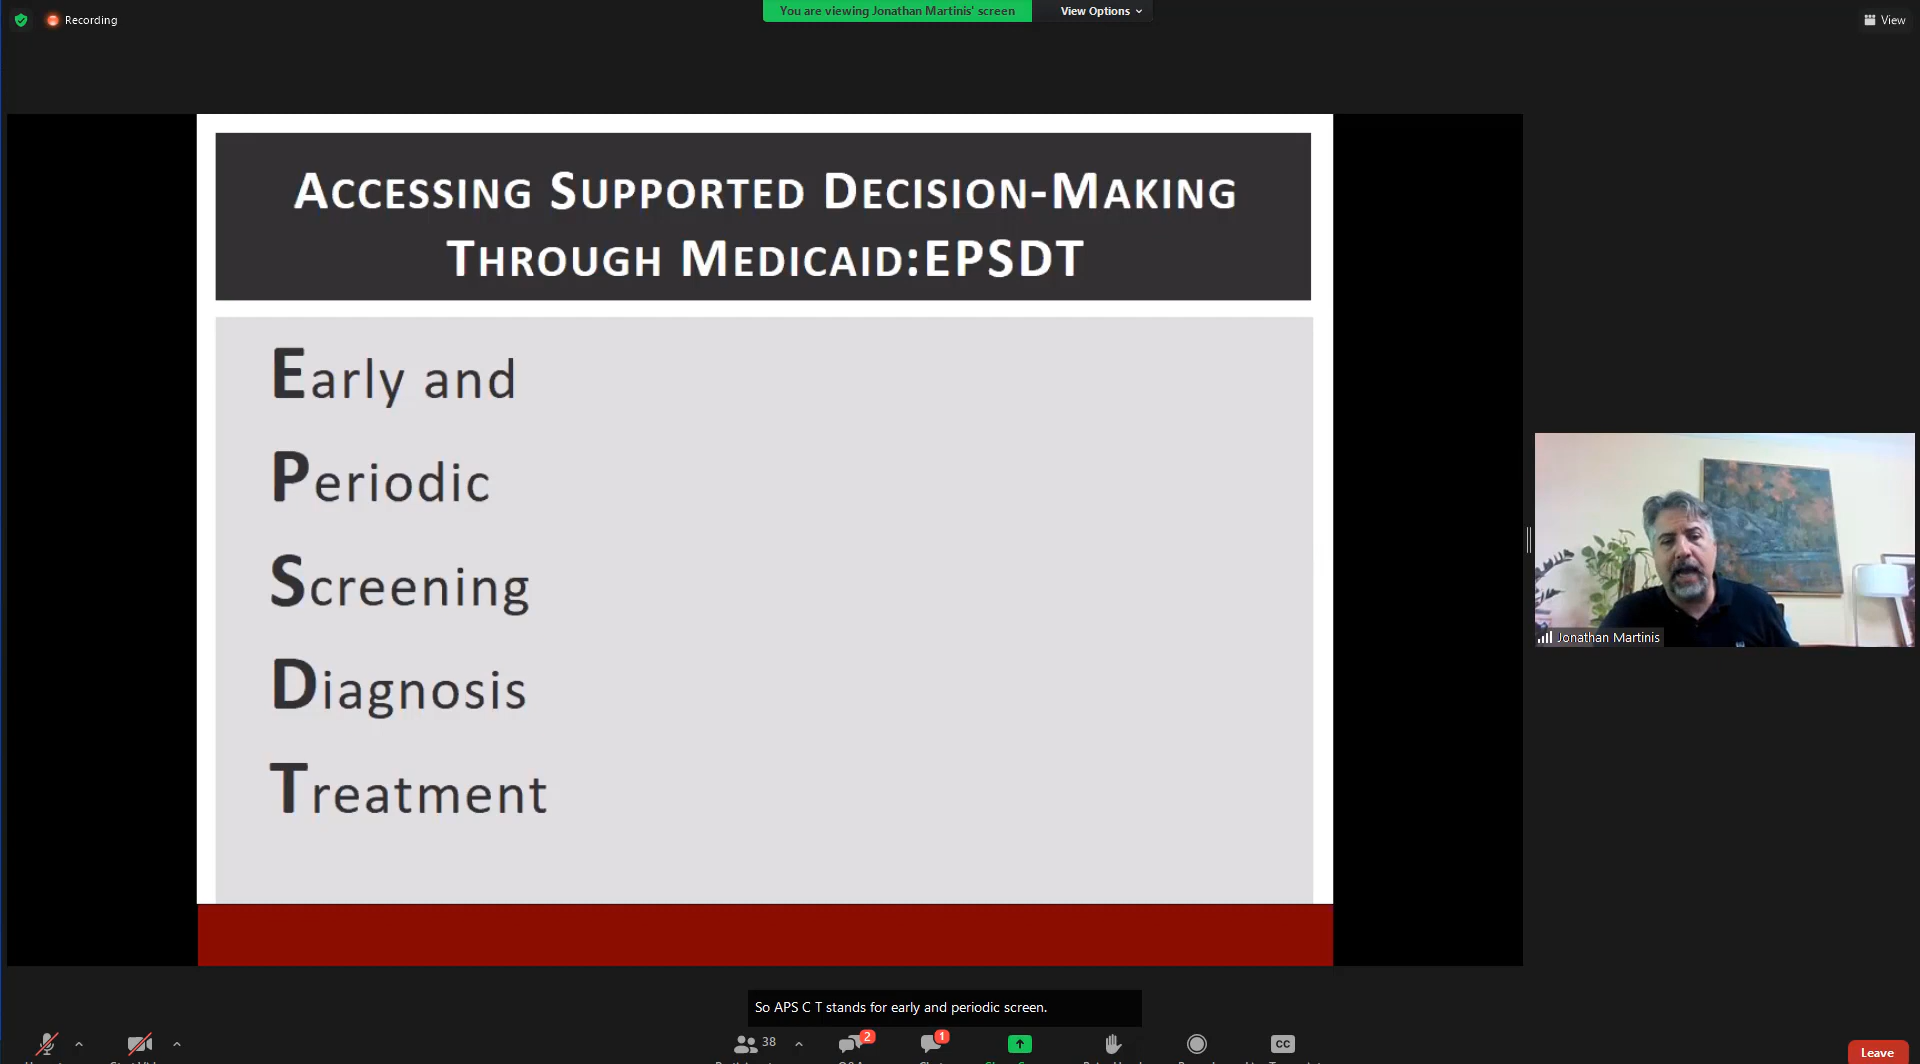 Recording
You are viewing Jonathan Martinis' screen
View Options
View
ACCESSING SUPPORTED DECISION-MAKING
THROUGH MEDICAID:EPSDT
Early and
Periodic
Screening
Diagnosis
Treatment
Jonathan Martinis
So APS C T stands for early and periodic screen.
38
2
1
CC
Leave